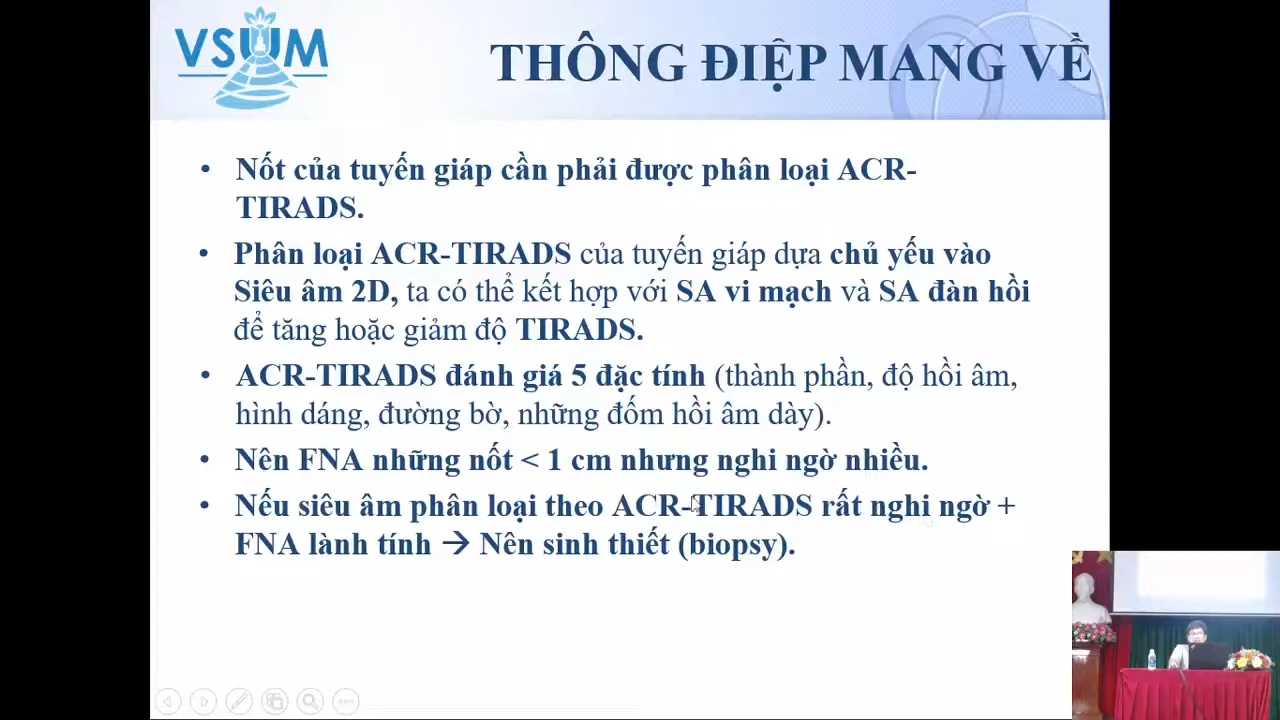 VSUM
THÔNG ĐIỆP MANG VỀ
• Nốt của tuyến giáp cần phải được phân loại ACR-
TIRADS.
• Phân loại ACR-TIRADS của tuyến giáp dựa chủ yếu vào
Siêu âm 2D, ta có thể kết hợp với SA vi mạch và SA đàn hồi
để tăng hoặc giảm độ TIRADS.
• ACR-TIRADS đánh giá 5 đặc tính (thành phần, độ hồi âm,
hình dáng, đường bờ, những đốm hồi âm dày).
• Nên FNA những nốt < 1 cm nhưng nghi ngờ nhiều.
• Nếu siêu âm phân loại theo ACR-TIRADS rất nghi ngờ +
FNA lành tính → Nên sinh thiết (biopsy).